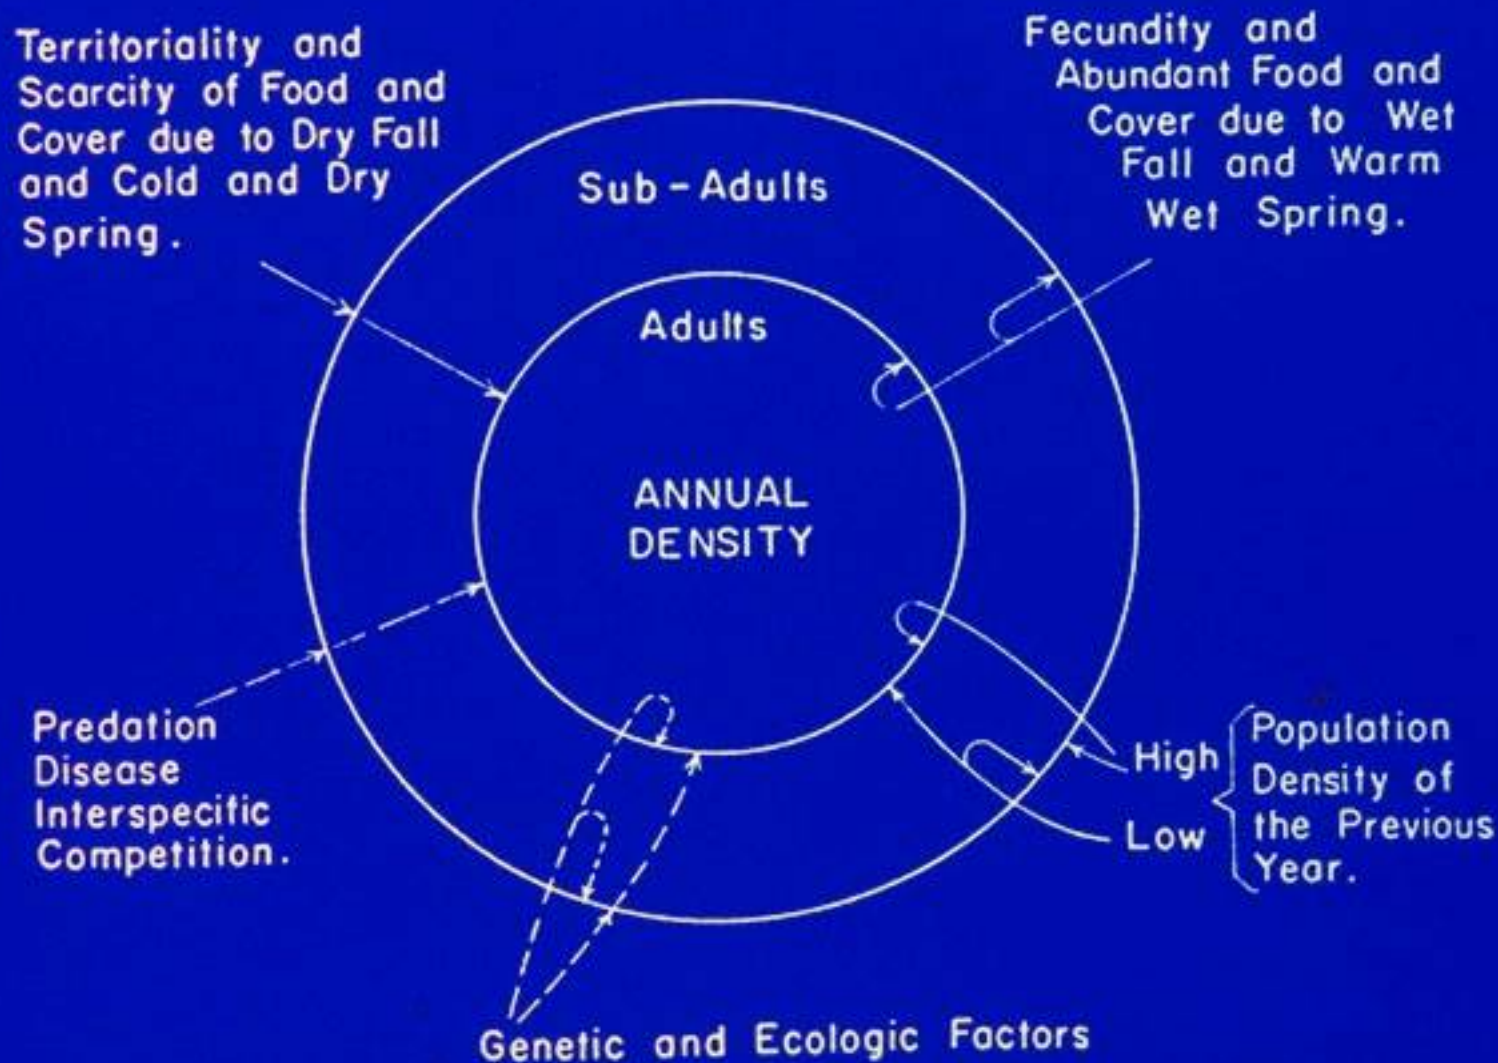 Territoriality and
Scarcity of Food and
Cover due to Dry Fall
and Cold and Dry
Spring.
Fecundity and
Abundant Food and
Cover due to Wet
Fall and Warm
Wet Spring.
Sub-Adults
Adults
ANNUAL
DENSITY
Predation
Disease
Interspecific
Competition.
High
Low
Population
Density of
the Previous
Year.
Genetic and Ecologic Factors